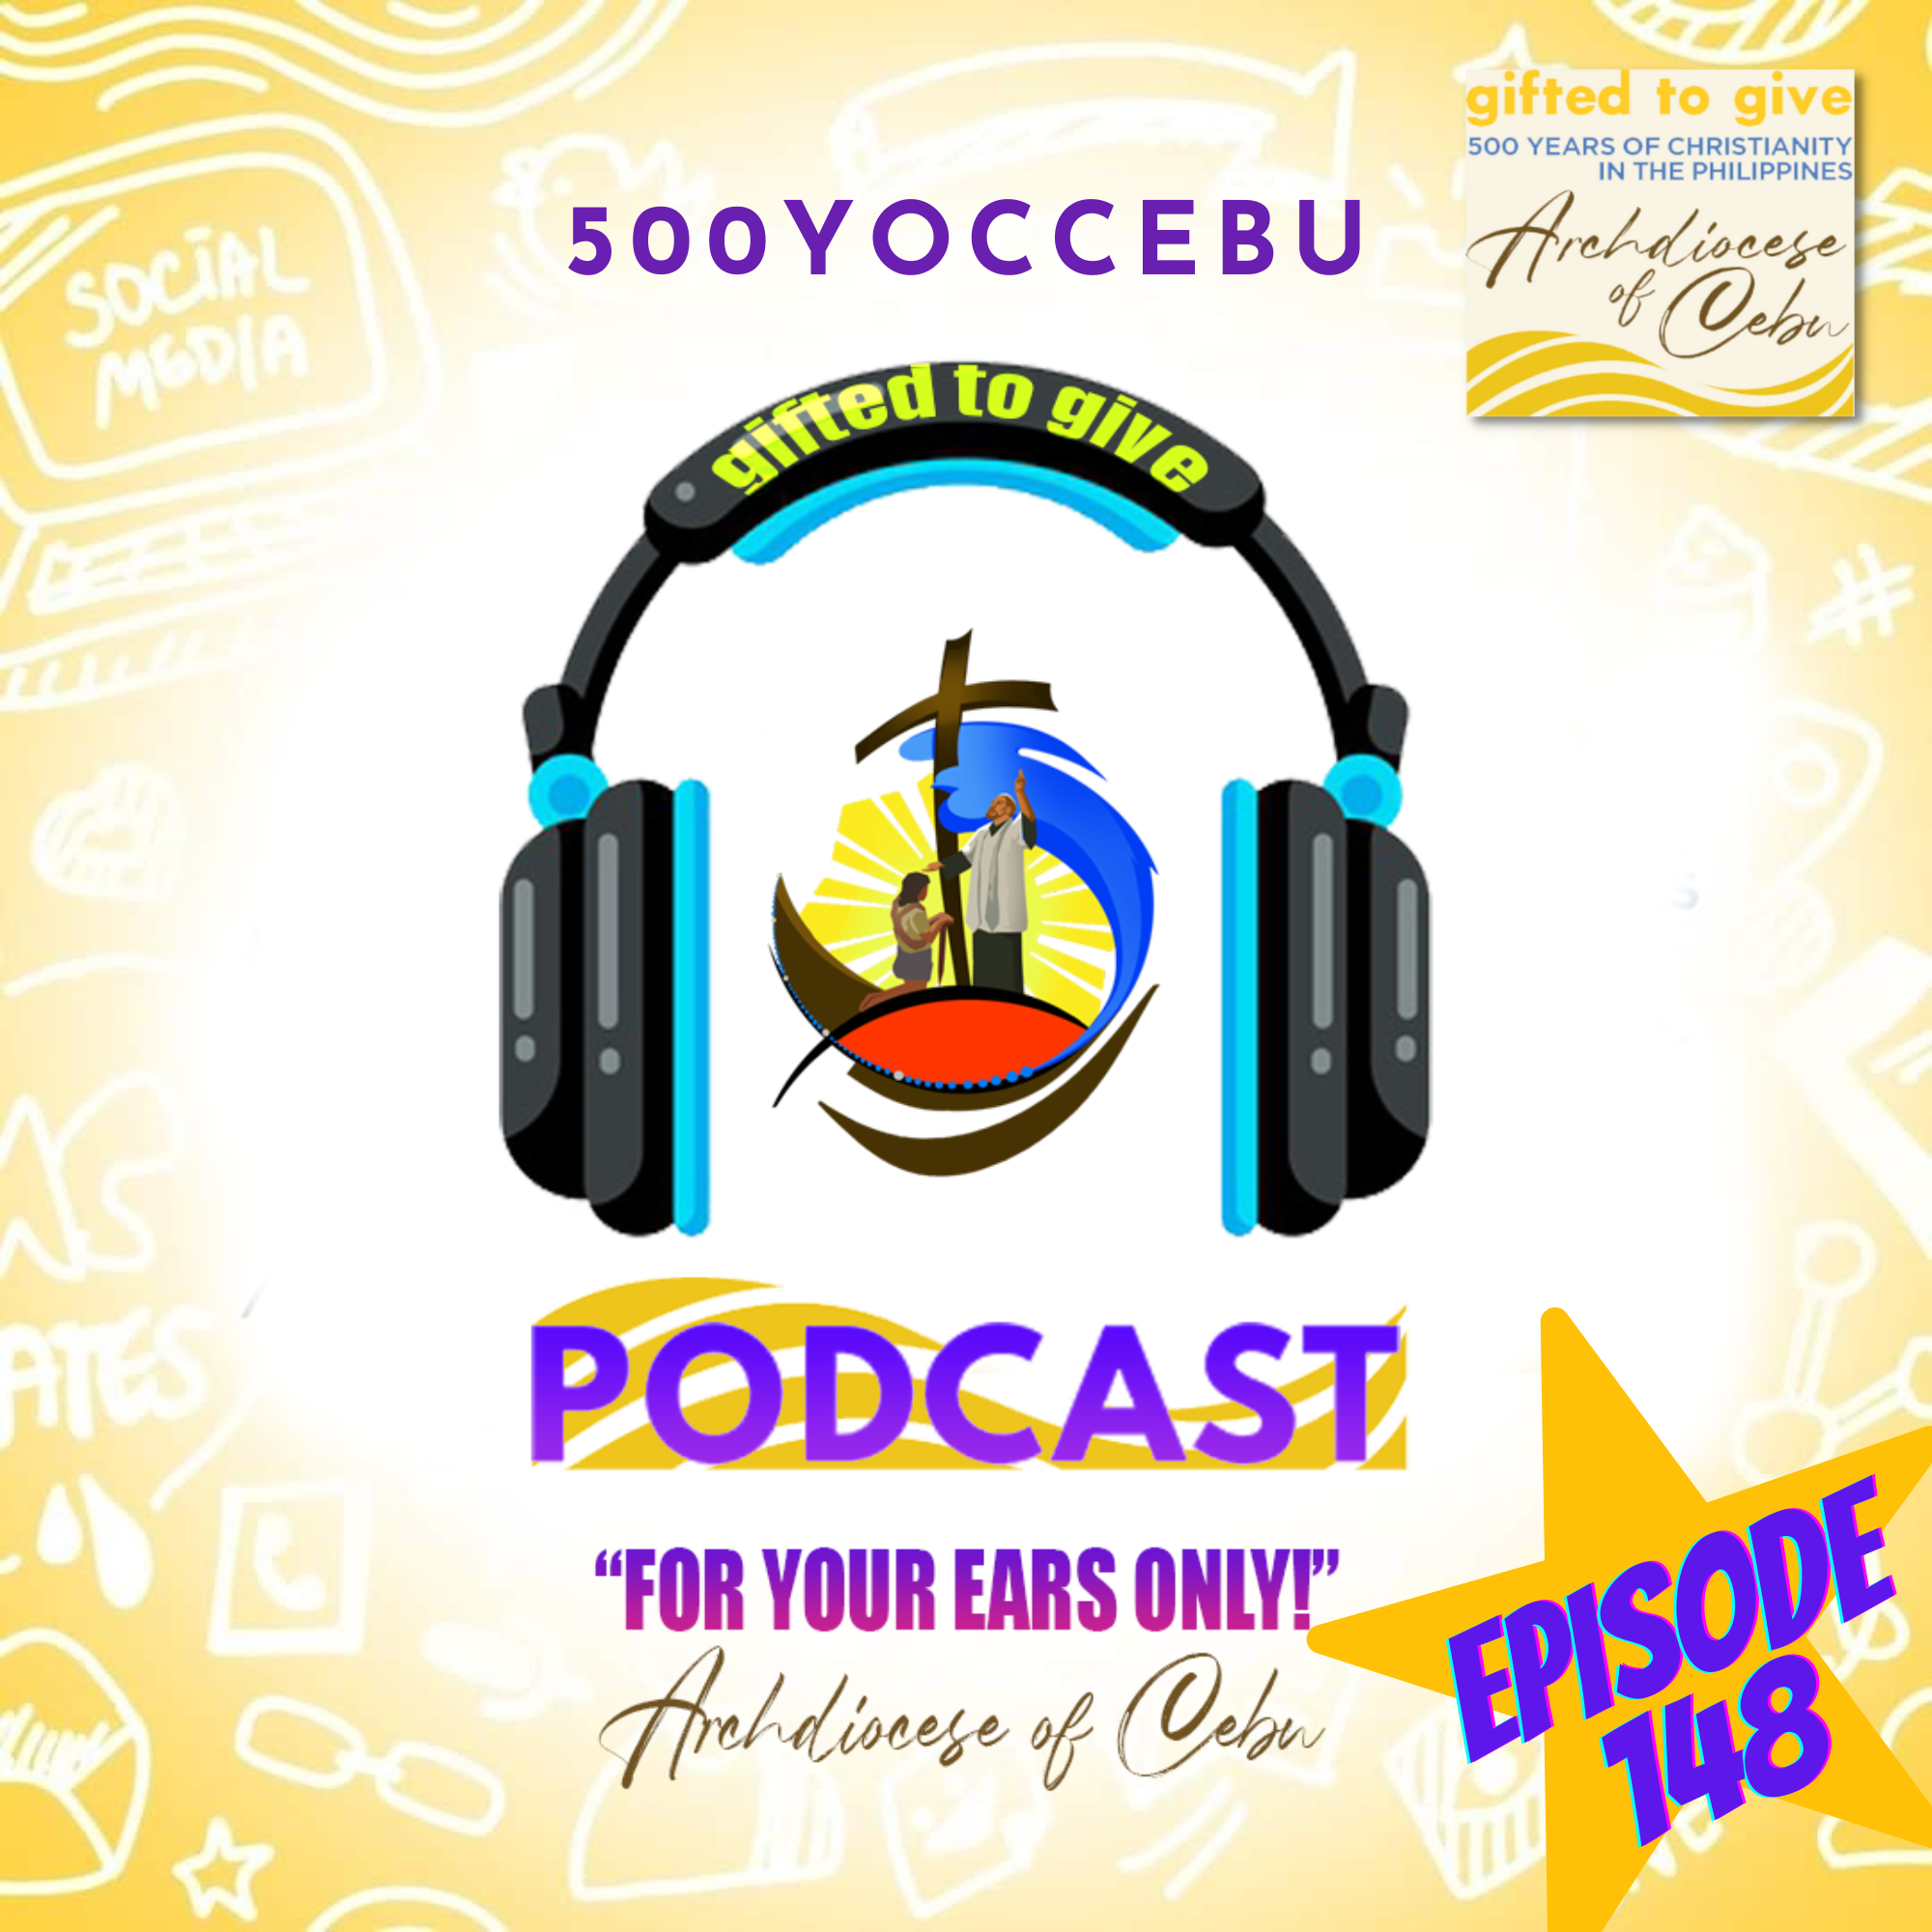 gifted to give
500 YEARS OF CHRISTIANITY
IN THE PHILIPPINES
Archdiocese
of Cebu
500YOCCEBU
SOCIAL
MEDIA
gifted to give
#
PODCAST
“FOR YOUR EARS ONLY!”
Archdiocese of Cebu
EPISODE
148